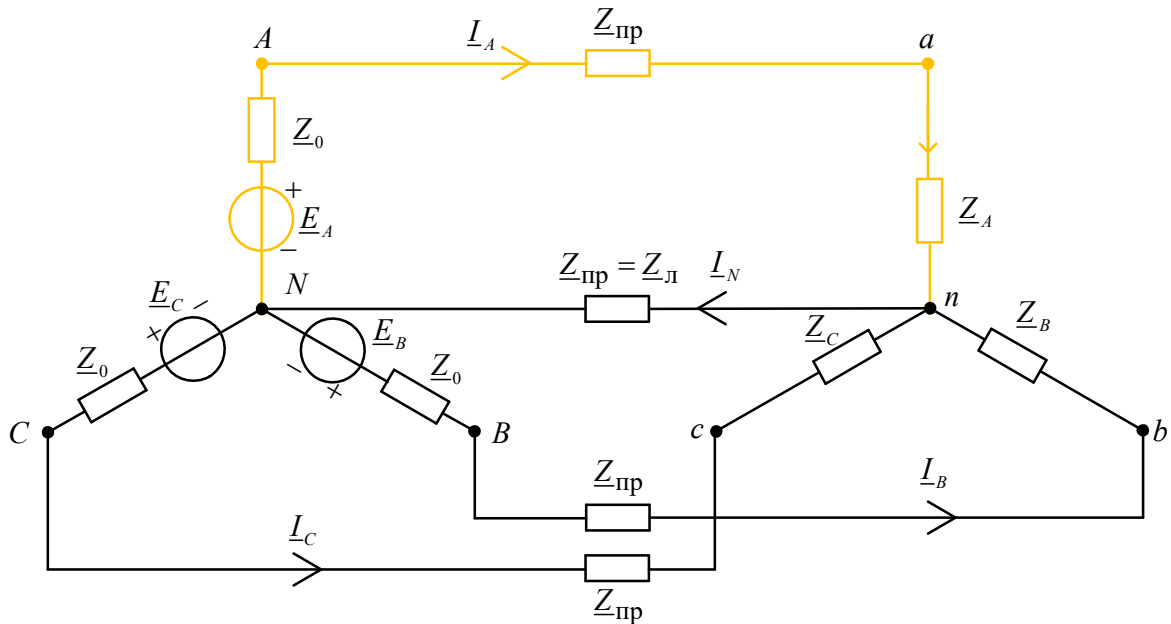 A
I_A
Z_пр
a
Z_0
+
E_A
−
Z_A
N
Z_пр = Z_Л
I_N
n
E_C
−
+
E_B
−
+
Z_C
Z_B
Z_0
Z_0
C
B
c
b
Z_пр
I_B
I_C
Z_пр